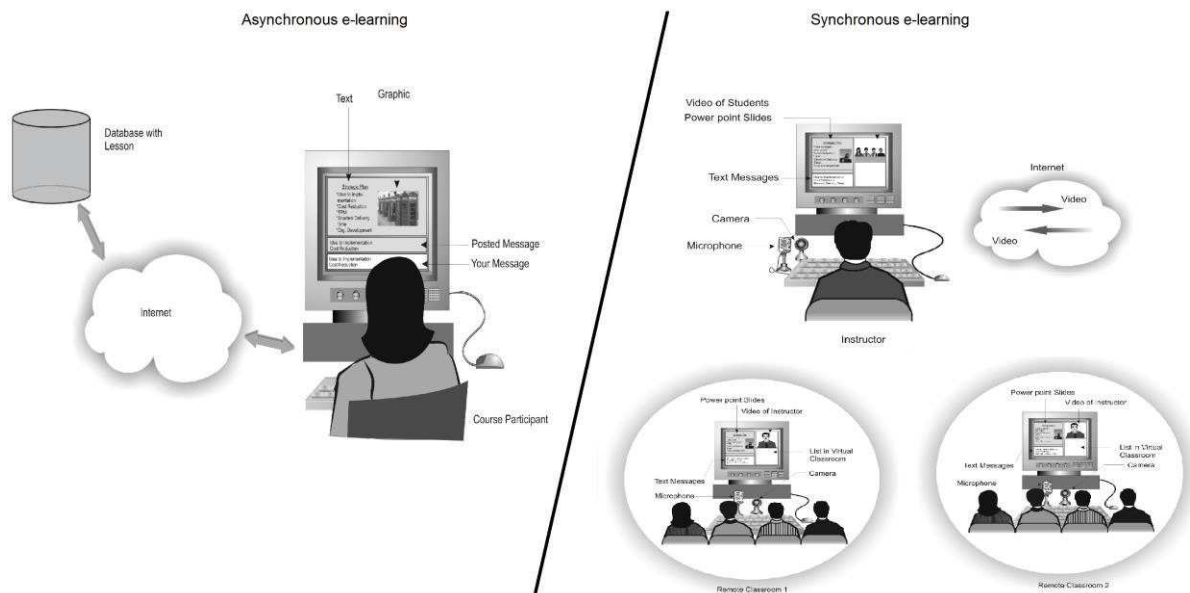 Asynchronous e-learning
Synchronous e-learning
Text
Graphic
Database with
Lesson
*Cost Reduction
Posted Message
Your Message
Internet
Course Participant
Video of Students
Power point Slides
Text Messages
Camera
Microphone
Instructor
Internet
Video
Video
Power point Slides
Video of Instructor
List in Virtual
Classroom
Text Messages
Camera
Microphone
Remote Classroom 1
Power point Slides
Video of Instructor
List in Virtual
Classroom
Text Messages
Camera
Microphone
Remote Classroom 2